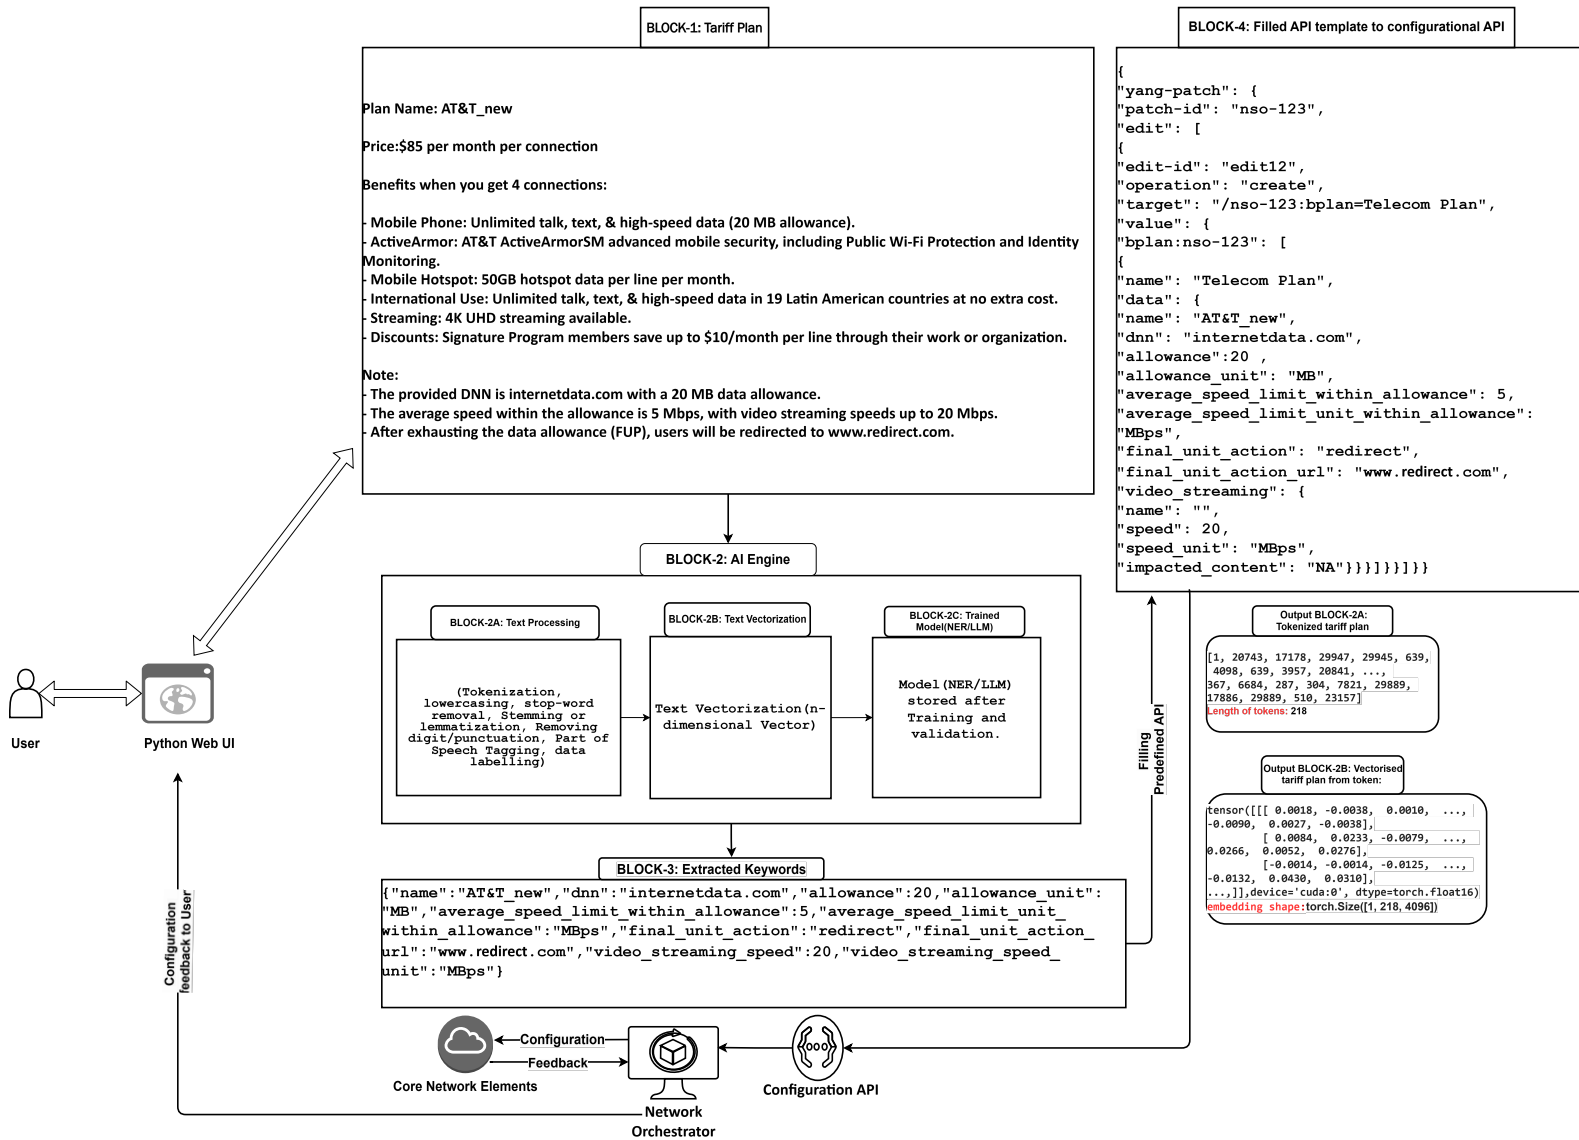 BLOCK-1: Tariff Plan
Plan Name: AT&T_new
Price:$85 per month per connection
Benefits when you get 4 connections:
- Mobile Phone: Unlimited talk, text, & high-speed data (20 MB allowance).
- ActiveArmor: AT&T ActiveArmorSM advanced mobile security, including Public Wi-Fi Protection and Identity
Monitoring.
- Mobile Hotspot: 50GB hotspot data per line per month.
- International Use: Unlimited talk, text, & high-speed data in 19 Latin American countries at no extra cost.
- Streaming: 4K UHD streaming available.
- Discounts: Signature Program members save up to $10/month per line through their work or organization.
Note:
- The provided DNN is internetdata.com with a 20 MB data allowance.
- The average speed within the allowance is 5 Mbps, with video streaming speeds up to 20 Mbps.
- After exhausting the data allowance (FUP), users will be redirected to www.redirect.com.
BLOCK-4: Filled API template to configurational API
{
"yang-patch": {
"patch-id": "nso-123",
"edit": [
{
"edit-id": "edit12",
"operation": "create",
"target": "/nso-123:bplan=Telecom Plan",
"value": {
"bplan:nso-123": [
{
"name": "Telecom Plan",
"data": {
"name": "AT&T_new",
"dnn": "internetdata.com",
"allowance":20 ,
"allowance_unit": "MB",
"average_speed_limit_within_allowance": 5,
"average_speed_limit_unit_within_allowance":
"MBps",
"final_unit_action": "redirect",
"final_unit_action_url": "www.redirect.com",
"video_streaming": {
"name": "",
"speed": 20,
"speed_unit": "MBps",
"impacted_content": "NA"}}}]}}]}}
BLOCK-2: AI Engine
BLOCK-2A: Text Processing
(Tokenization,
lowercasing, stop-word
removal, Stemming or
lemmatization, Removing
digit/punctuation, Part of
Speech Tagging, data
labelling)
BLOCK-2B: Text Vectorization
Text Vectorization(n-
dimensional Vector)
BLOCK-2C: Trained
Model(NER/LLM)
Model(NER/LLM)
stored after
Training and
validation.
User
Python Web UI
Filling
Predefined API
Output BLOCK-2A:
Tokenized tariff plan
[1, 20743, 17178, 29947, 29945, 639,
4098, 639, 3957, 20841, ...,
367, 6684, 287, 304, 7821, 29889,
17886, 29889, 510, 23157]
Length of tokens: 218
Output BLOCK-2B: Vectorised
tariff plan from token:
tensor([[[ 0.0018, -0.0038, 0.0010, ...,
-0.0090, 0.0027, -0.0038],
[ 0.0084, 0.0233, -0.0079, ...,
0.0266, 0.0052, 0.0276],
[-0.0014, -0.0014, -0.0125, ...,
-0.0132, 0.0430, 0.0310],
...,]],device='cuda:0', dtype=torch.float16)
embedding shape:torch.Size([1, 218, 4096])
BLOCK-3: Extracted Keywords
{"name":"AT&T_new","dnn":"internetdata.com","allowance":20,"allowance_unit":
"MB","average_speed_limit_within_allowance":5,"average_speed_limit_unit_
within_allowance":"MBps","final_unit_action":"redirect","final_unit_action_
url":"www.redirect.com","video_streaming_speed":20,"video_streaming_speed_
unit":"MBps"}
Configuration
feedback to User
Configuration
Feedback
Core Network Elements
Network
Orchestrator
Configuration API